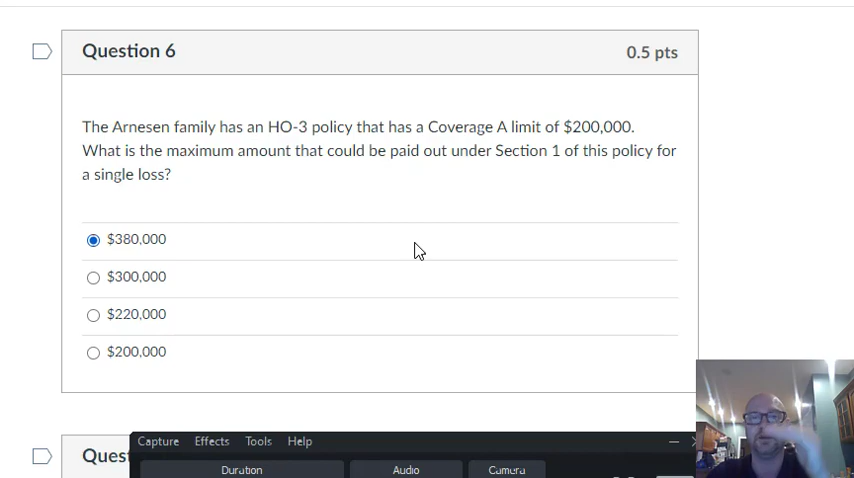 Question 6
0.5 pts
The Arnesen family has an HO-3 policy that has a Coverage A limit of $200,000.
What is the maximum amount that could be paid out under Section 1 of this policy for
a single loss?
$380,000
$300,000
$220,000
$200,000
Quest
Capture Effects Tools Help
Duration Audio Camera